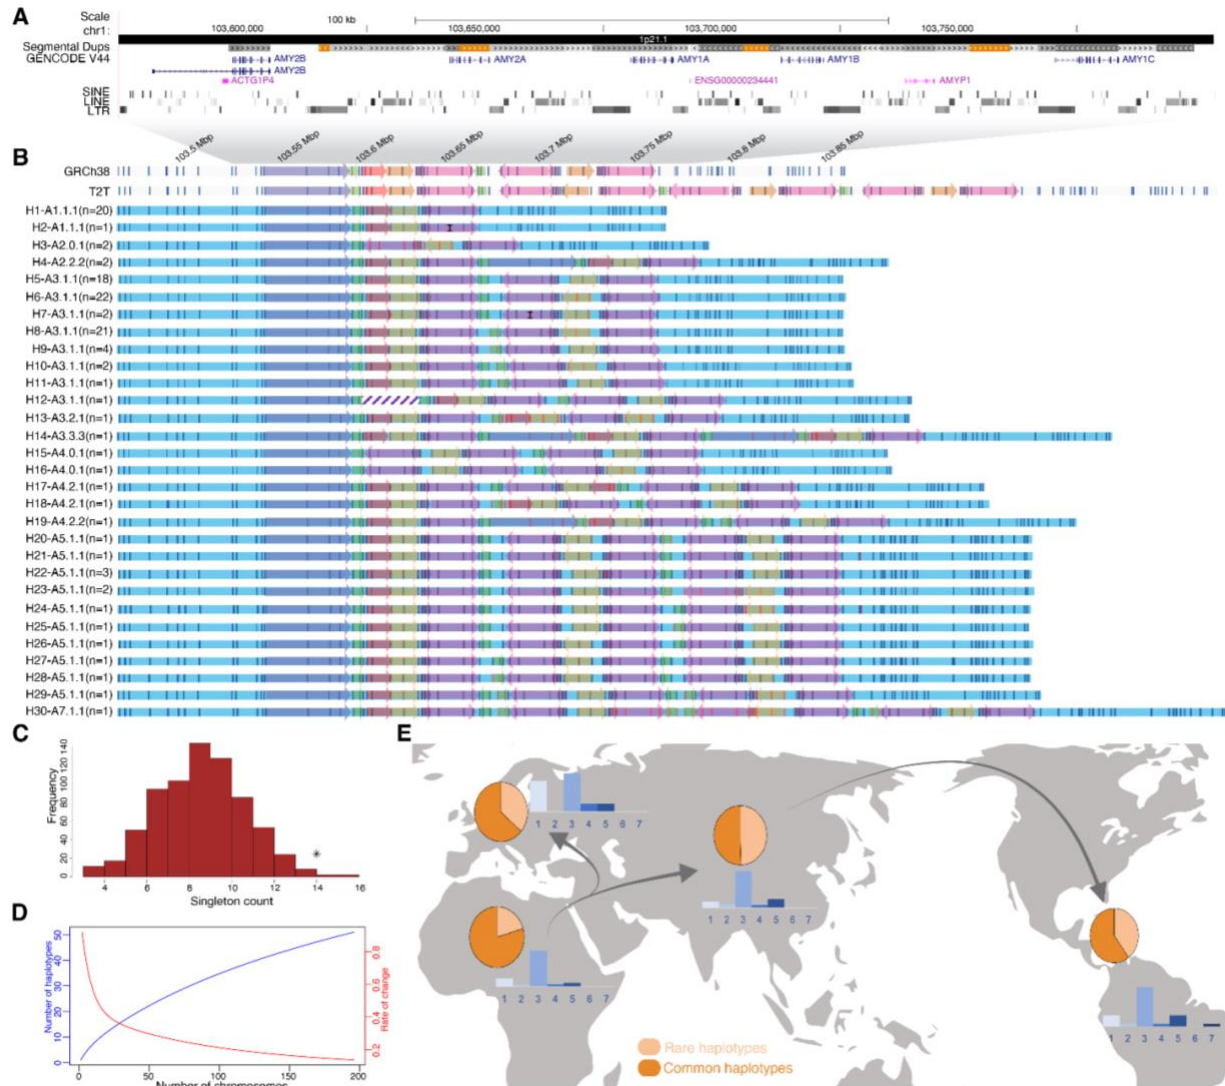 A
Scale
100 kb
chr1:
103,600,000 103,650,000 103,700,000 103,750,000
1p21.1
Segmental Dups
GENCODE V44
AMY2B AMY2A AMY1A AMY1B AMY1C
AMY2B
ACTG1P4 ENSG00000234441 AMYP1
SINE
LINE
LTR
103.5 Mbp 103.55 Mbp 103.6 Mbp 103.65 Mbp 103.7 Mbp 103.75 Mbp 103.8 Mbp 103.85 Mbp
B
GRCh38
T2T
H1-A1.1.1(n=20)
H2-A1.1.1(n=1)
H3-A2.0.1(n=2)
H4-A2.2.2(n=2)
H5-A3.1.1(n=18)
H6-A3.1.1(n=22)
H7-A3.1.1(n=2)
H8-A3.1.1(n=21)
H9-A3.1.1(n=4)
H10-A3.1.1(n=2)
H11-A3.1.1(n=1)
H12-A3.1.1(n=1)
H13-A3.2.1(n=1)
H14-A3.3.3(n=1)
H15-A4.0.1(n=1)
H16-A4.0.1(n=1)
H17-A4.2.1(n=1)
H18-A4.2.1(n=1)
H19-A4.2.2(n=1)
H20-A5.1.1(n=1)
H21-A5.1.1(n=1)
H22-A5.1.1(n=3)
H23-A5.1.1(n=2)
H24-A5.1.1(n=1)
H25-A5.1.1(n=1)
H26-A5.1.1(n=1)
H27-A5.1.1(n=1)
H28-A5.1.1(n=1)
H29-A5.1.1(n=1)
H30-A7.1.1(n=1)
C
Frequency
0 20 40 60 80 100 120 140
*
4 6 8 10 12 14 16
Singleton count
D
Number of haplotypes
0 10 20 30 40 50
Rate of change
0.2 0.4 0.6 0.8
0 50 100 150 200
Number of chromosomes
E
1 2 3 4 5 6 7
1 2 3 4 5 6 7
1 2 3 4 5 6 7
1 2 3 4 5 6 7
Rare haplotypes
Common haplotypes